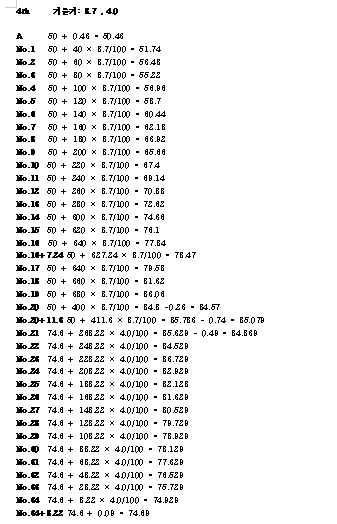 4th 기울기: 8.7 , 4.0
A 50 + 0.46 = 50.46
No.1 50 + 40 × 8.7/100 = 51.74
No.2 50 + 60 × 8.7/100 = 53.48
No.3 50 + 80 × 8.7/100 = 55.22
No.4 50 + 100 × 8.7/100 = 56.96
No.5 50 + 120 × 8.7/100 = 58.7
No.6 50 + 140 × 8.7/100 = 60.44
No.7 50 + 160 × 8.7/100 = 62.18
No.8 50 + 180 × 8.7/100 = 63.92
No.9 50 + 200 × 8.7/100 = 65.66
No.10 50 + 220 × 8.7/100 = 67.4
No.11 50 + 240 × 8.7/100 = 69.14
No.12 50 + 260 × 8.7/100 = 70.88
No.13 50 + 280 × 8.7/100 = 72.62
No.14 50 + 300 × 8.7/100 = 74.36
No.15 50 + 320 × 8.7/100 = 76.1
No.16 50 + 340 × 8.7/100 = 77.84
No.16+7.24 50 + 327.24 × 8.7/100 = 78.47
No.17 50 + 340 × 8.7/100 = 79.58
No.18 50 + 360 × 8.7/100 = 81.32
No.19 50 + 380 × 8.7/100 = 83.06
No.20 50 + 400 × 8.7/100 = 84.8 -0.23 = 84.57
No.20+11.3 50 + 411.3 × 8.7/100 = 85.783 - 0.74 = 85.079
No.21 74.6 + 268.22 × 4.0/100 = 85.329 - 0.49 = 84.839
No.22 74.6 + 248.22 × 4.0/100 = 84.529
No.23 74.6 + 228.22 × 4.0/100 = 83.729
No.24 74.6 + 208.22 × 4.0/100 = 82.929
No.25 74.6 + 188.22 × 4.0/100 = 82.129
No.26 74.6 + 168.22 × 4.0/100 = 81.329
No.27 74.6 + 148.22 × 4.0/100 = 80.529
No.28 74.6 + 128.22 × 4.0/100 = 79.729
No.29 74.6 + 108.22 × 4.0/100 = 78.929
No.30 74.6 + 88.22 × 4.0/100 = 78.129
No.31 74.6 + 68.22 × 4.0/100 = 77.329
No.32 74.6 + 48.22 × 4.0/100 = 76.529
No.33 74.6 + 28.22 × 4.0/100 = 75.729
No.34 74.6 + 8.22 × 4.0/100 = 74.929
No.34+8.22 74.6 + 0.09 = 74.69